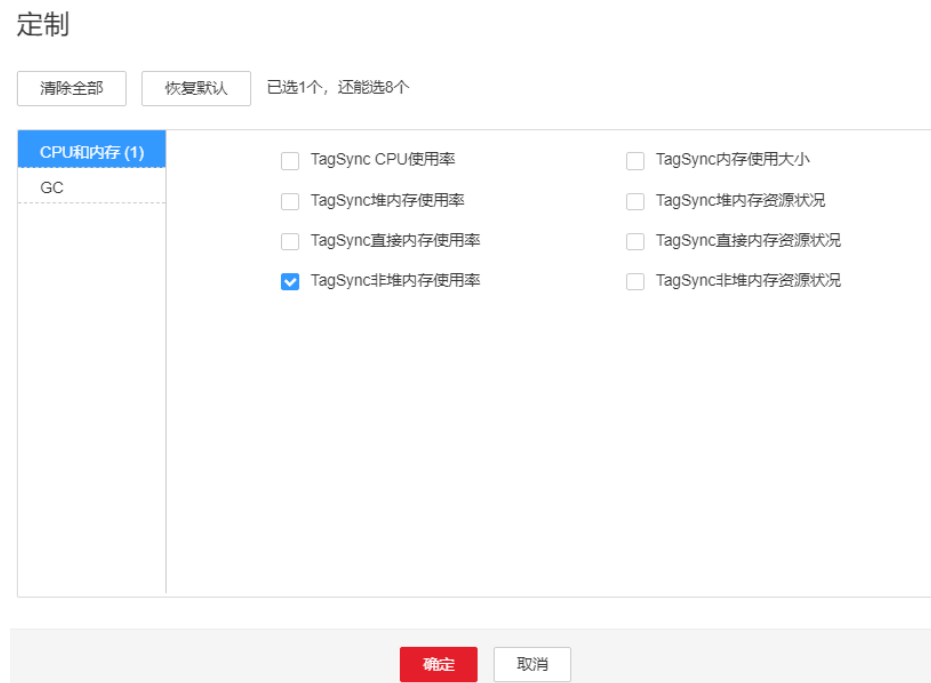 定制
清除全部 恢复默认 已选1个，还能选8个
CPU和内存 (1)
GC
TagSync CPU使用率 TagSync内存使用大小
TagSync堆内存使用率 TagSync堆内存资源状况
TagSync直接内存使用率 TagSync直接内存资源状况
TagSync非堆内存使用率 TagSync非堆内存资源状况
确定 取消